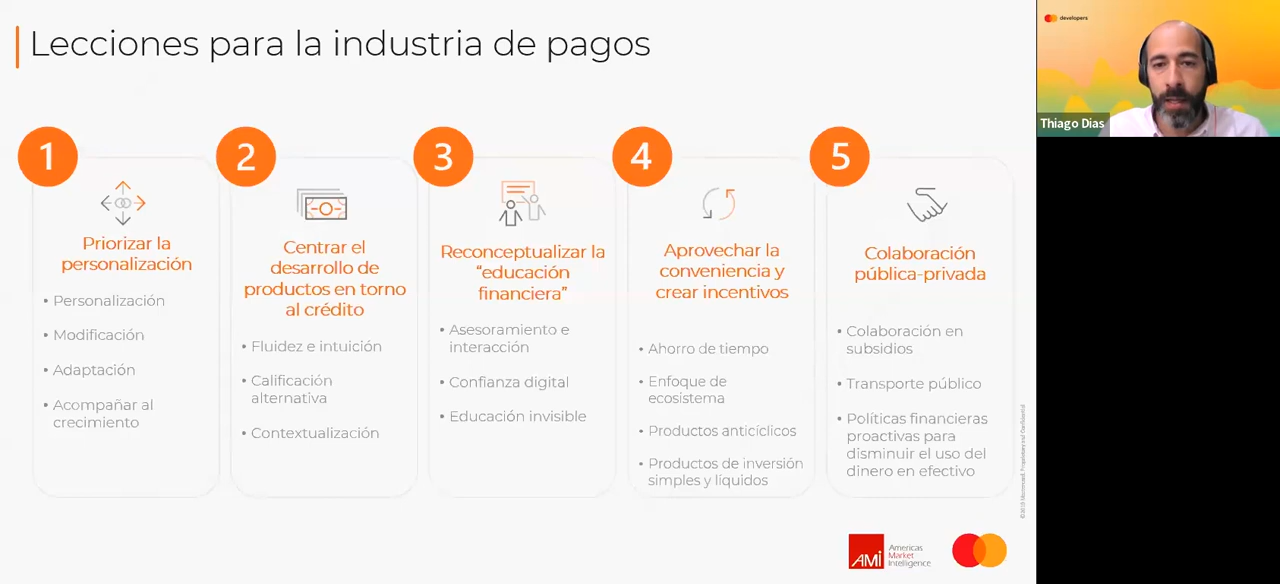 Lecciones para la industria de pagos
1
Priorizar la
personalización
• Personalización
• Modificación
• Adaptación
• Acompañar al
crecimiento
2
Centrar el
desarrollo de
productos en torno
al crédito
• Fluidez e intuición
• Calificación
alternativa
• Contextualización
3
Reconceptualizar la
“educación
financiera”
• Asesoramiento e
interacción
• Confianza digital
• Educación invisible
4
Aprovechar la
conveniencia y
crear incentivos
• Ahorro de tiempo
• Enfoque de
ecosistema
• Productos anticíclicos
• Productos de inversión
simples y líquidos
5
Colaboración
pública-privada
• Colaboración en
subsidios
• Transporte público
• Políticas financieras
proactivas para
disminuir el uso del
dinero en efectivo
Mastercard. Proprietary and Confidential
AMI
Americas
Market
Intelligence
developers
Thiago Dias